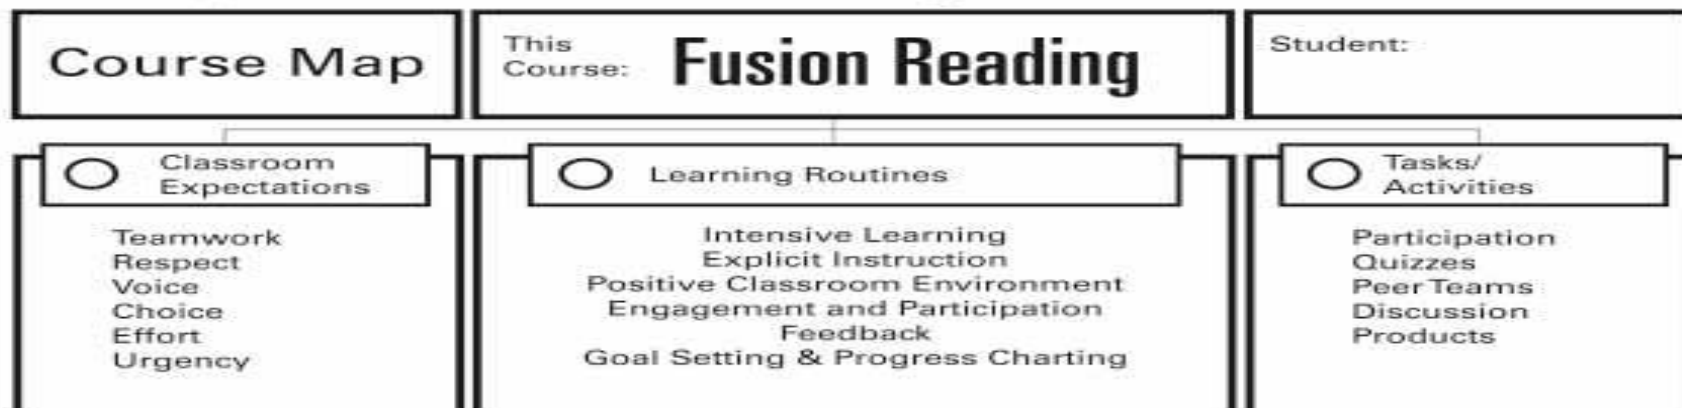 Course Map
This
Course:
Fusion Reading
Student:
Classroom
Expectations
Teamwork
Respect
Voice
Choice
Effort
Urgency
Learning Routines
Intensive Learning
Explicit Instruction
Positive Classroom Environment
Engagement and Participation
Feedback
Goal Setting & Progress Charting
Tasks/
Activities
Participation
Quizzes
Peer Teams
Discussion
Products